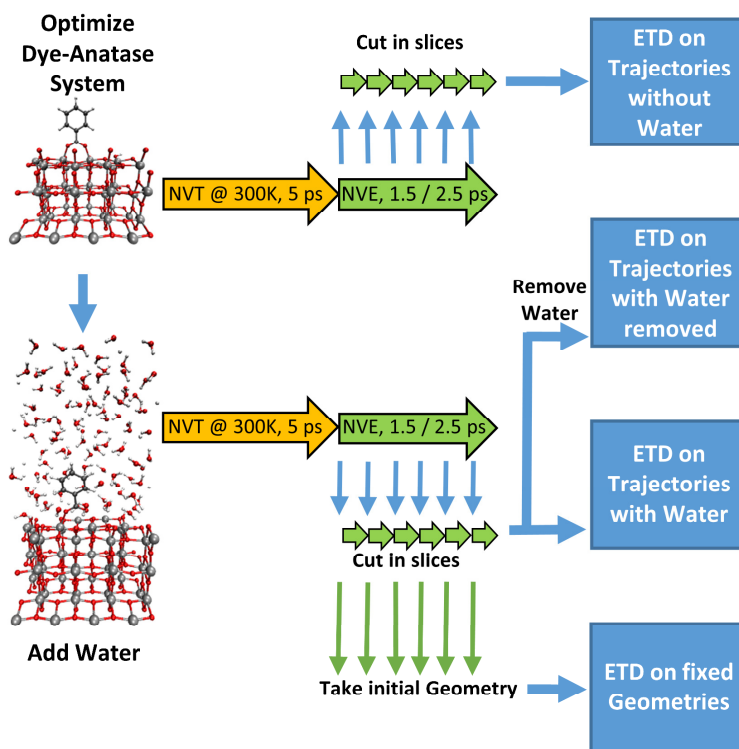 Optimize
Dye-Anatase
System
Cut in slices
ETD on
Trajectories
without
Water
NVT @ 300K, 5 ps
NVE, 1.5 / 2.5 ps
Remove
Water
ETD on
Trajectories
with Water
removed
NVT @ 300K, 5 ps
NVE, 1.5 / 2.5 ps
ETD on
Trajectories
with Water
Cut in slices
Add Water
Take initial Geometry
ETD on fixed
Geometries